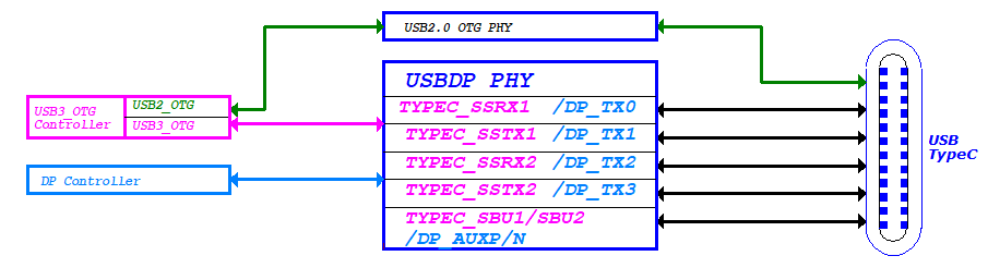 USB2.0 OTG PHY
USBDP PHY
USB3_OTG
Controller
USB2_OTG
USB3_OTG
TYPEC_SSRX1 /DP_TX0
TYPEC_SSTX1 /DP_TX1
TYPEC_SSRX2 /DP_TX2
TYPEC_SSTX2 /DP_TX3
TYPEC_SBU1/SBU2
/DP_AUXP/N
DP Controller
USB
TypeC